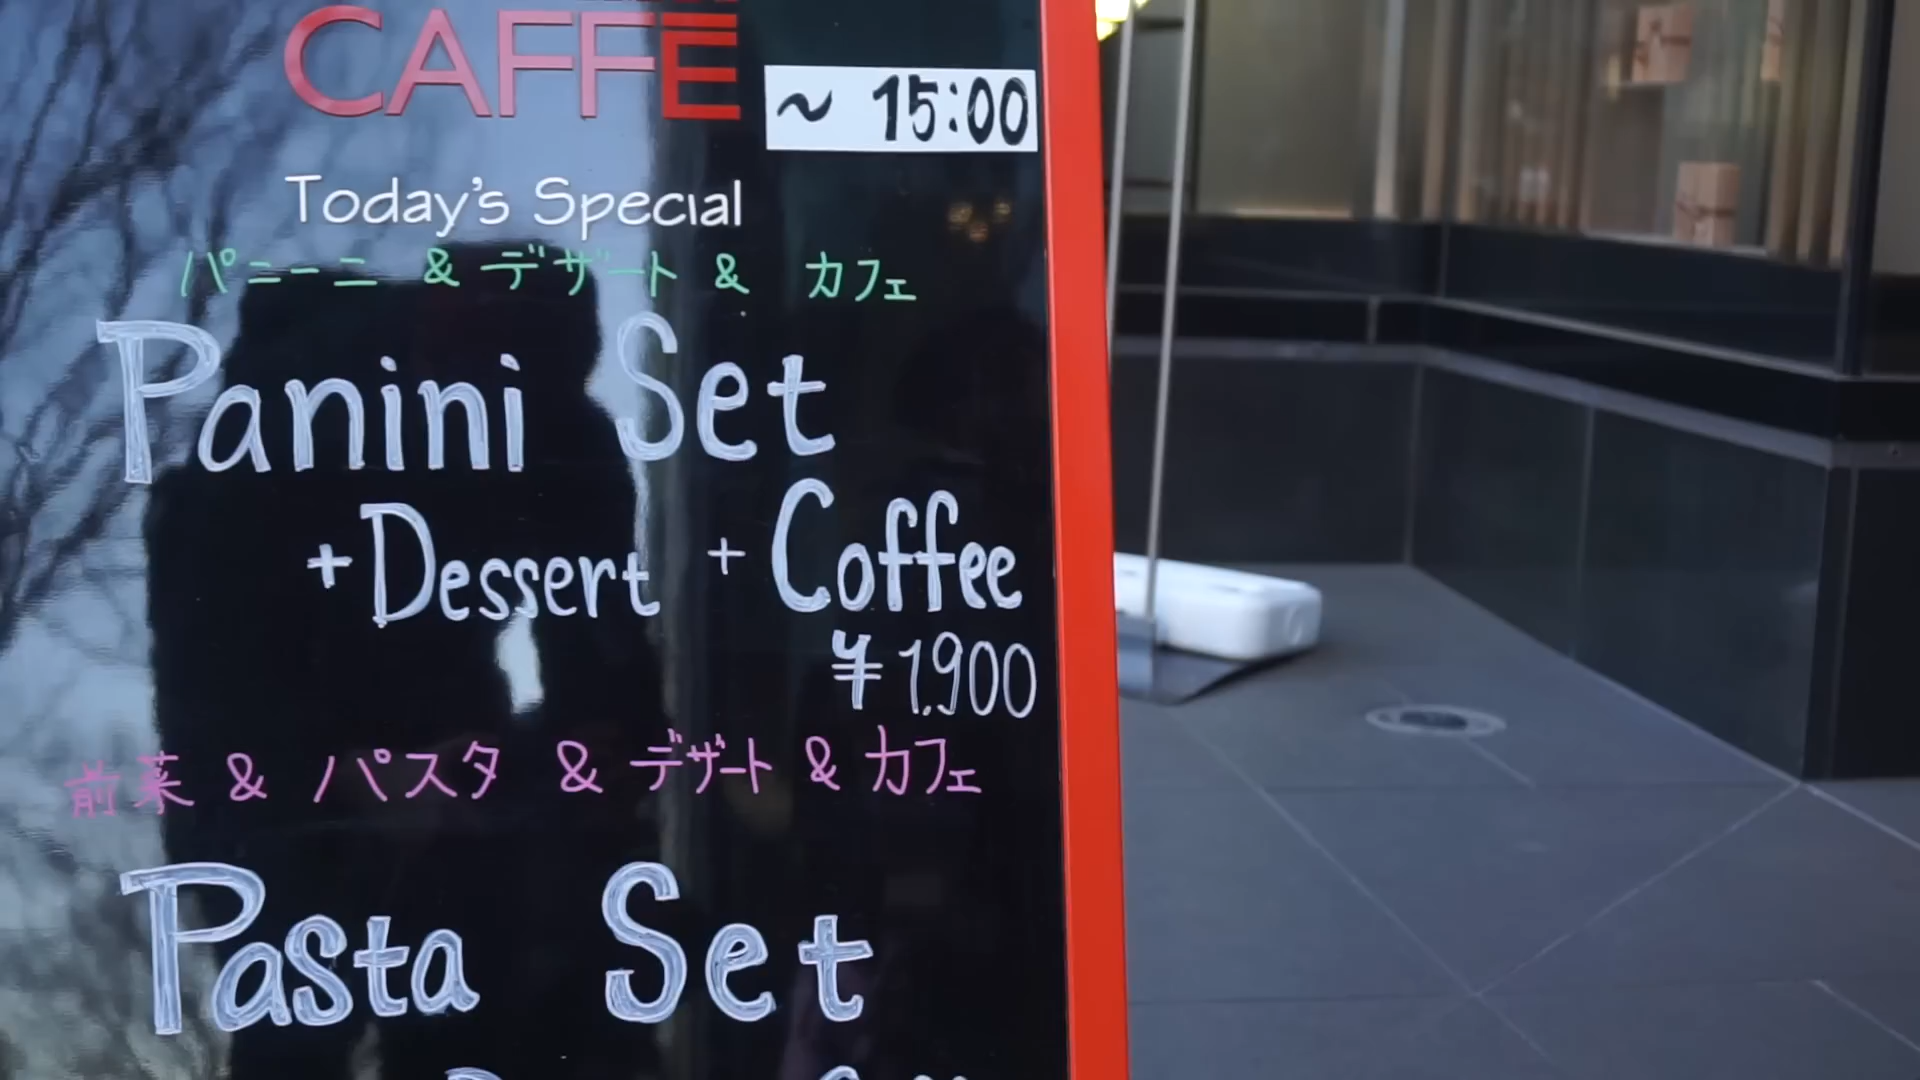 CAFFE
~ 15:00
Today's Special
パニーニ & デザート & カフェ
Panini Set
+ Dessert + Coffee
¥1.900
前菜 & パスタ & デザート & カフェ
Pasta Set